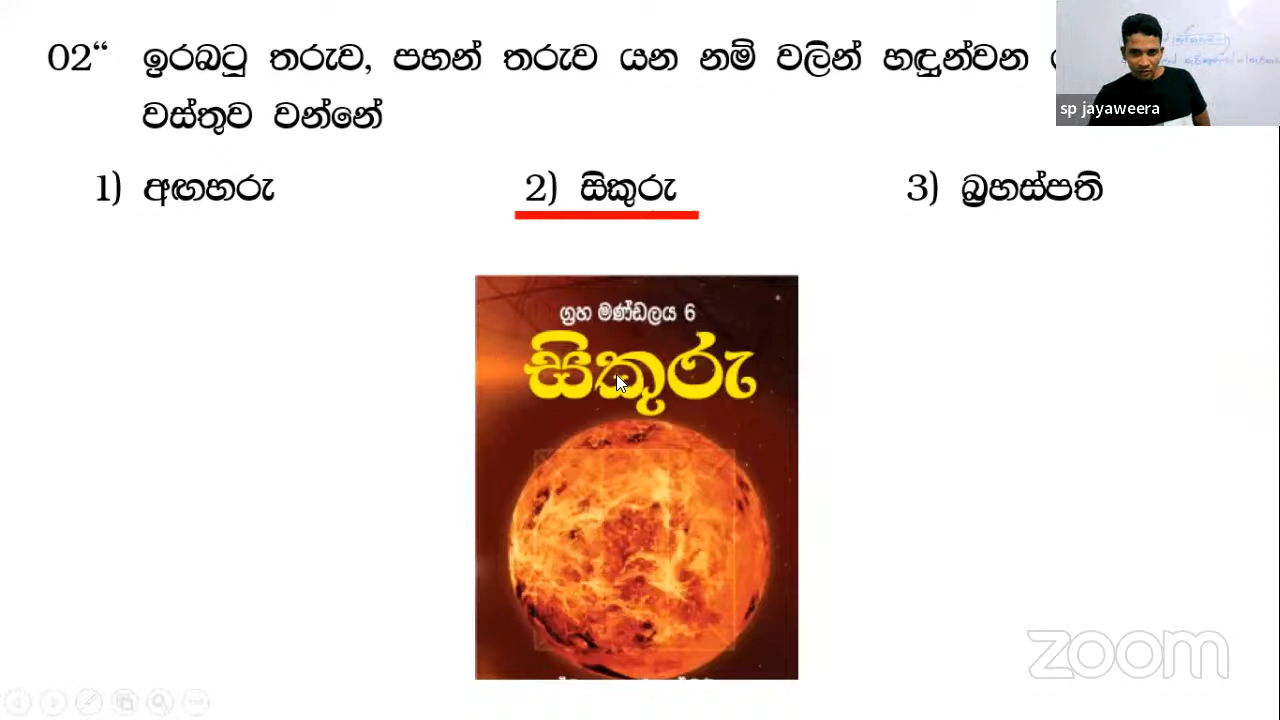 02“ ඉරබටු තරුව, පහන් තරුව යන නම් වලින් හඳුන්වන
වස්තුව වන්නේ
1) අඟහරු 2) සිකුරු 3) බ්‍රහස්පති
ග්‍රහ මණ්ඩලය 6
සිකුරු
sp jayaweera
zoom